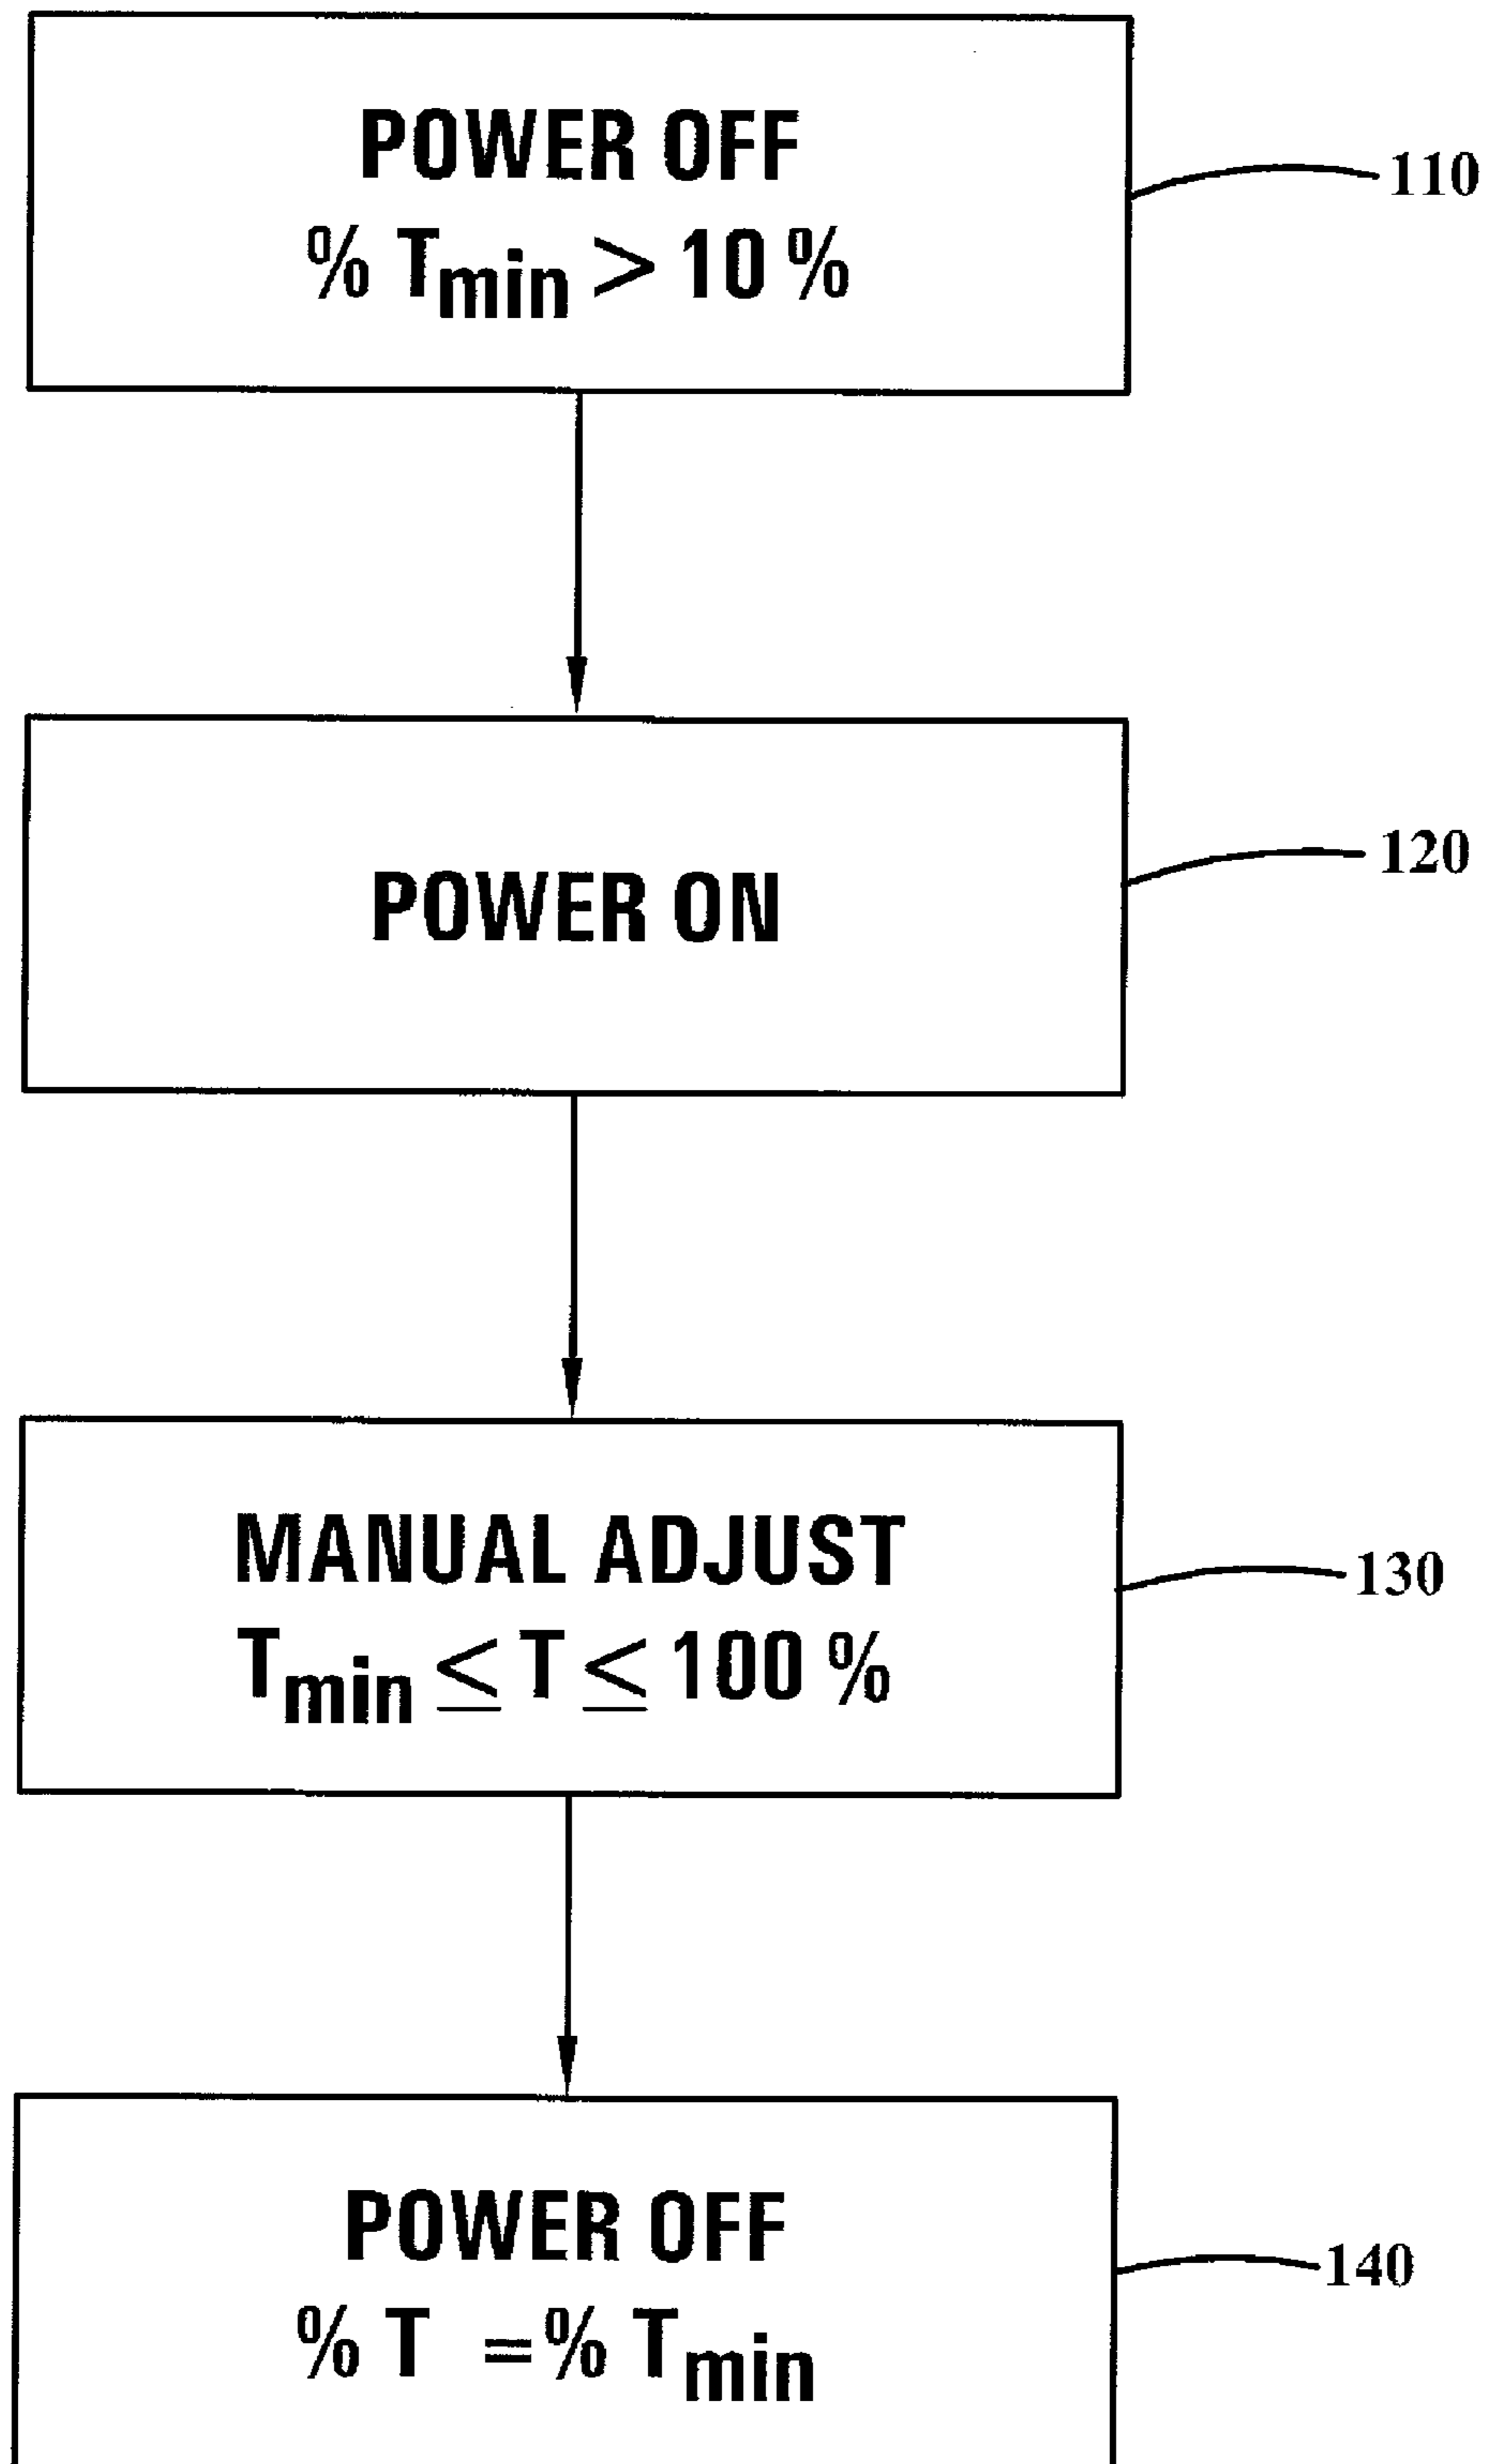 POWER OFF
% Tmin > 10 %
110
POWER ON
120
MANUAL ADJUST
Tmin ≤ T ≤ 100 %
130
POWER OFF
% T = % Tmin
140